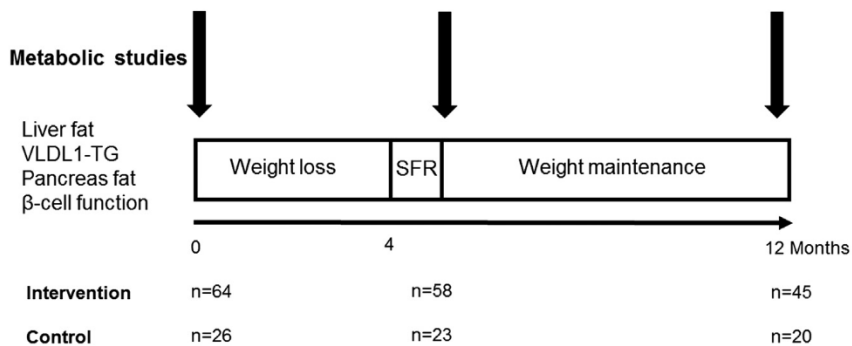 Metabolic studies
Liver fat
VLDL1-TG
Pancreas fat
β-cell function
Weight loss SFR Weight maintenance
0 4 12 Months
Intervention n=64 n=58 n=45
Control n=26 n=23 n=20